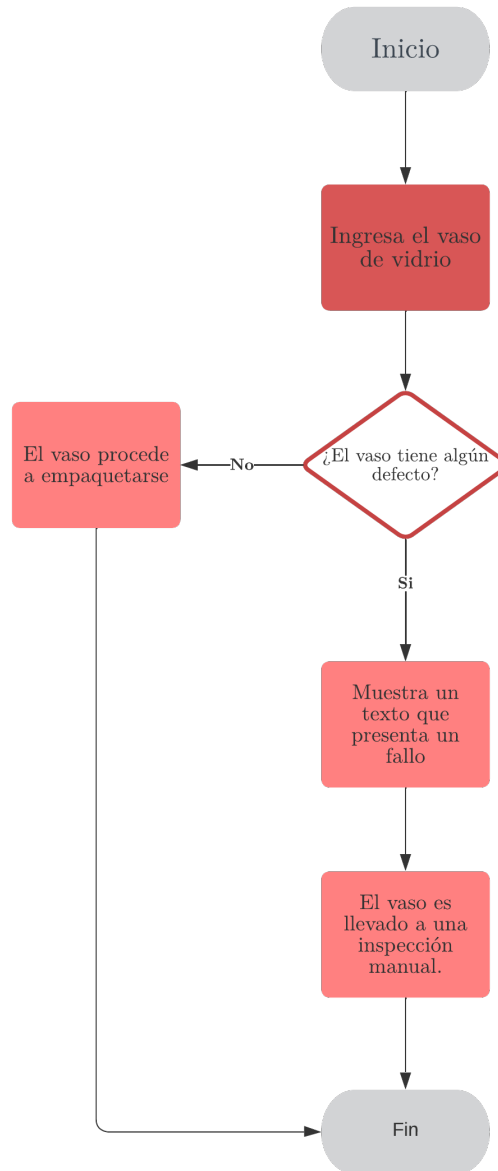 Inicio
Ingresa el vaso
de vidrio
¿El vaso tiene algún
defecto?
No
El vaso procede
a empaquetarse
Si
Muestra un
texto que
presenta un
fallo
El vaso es
llevado a una
inspección
manual.
Fin